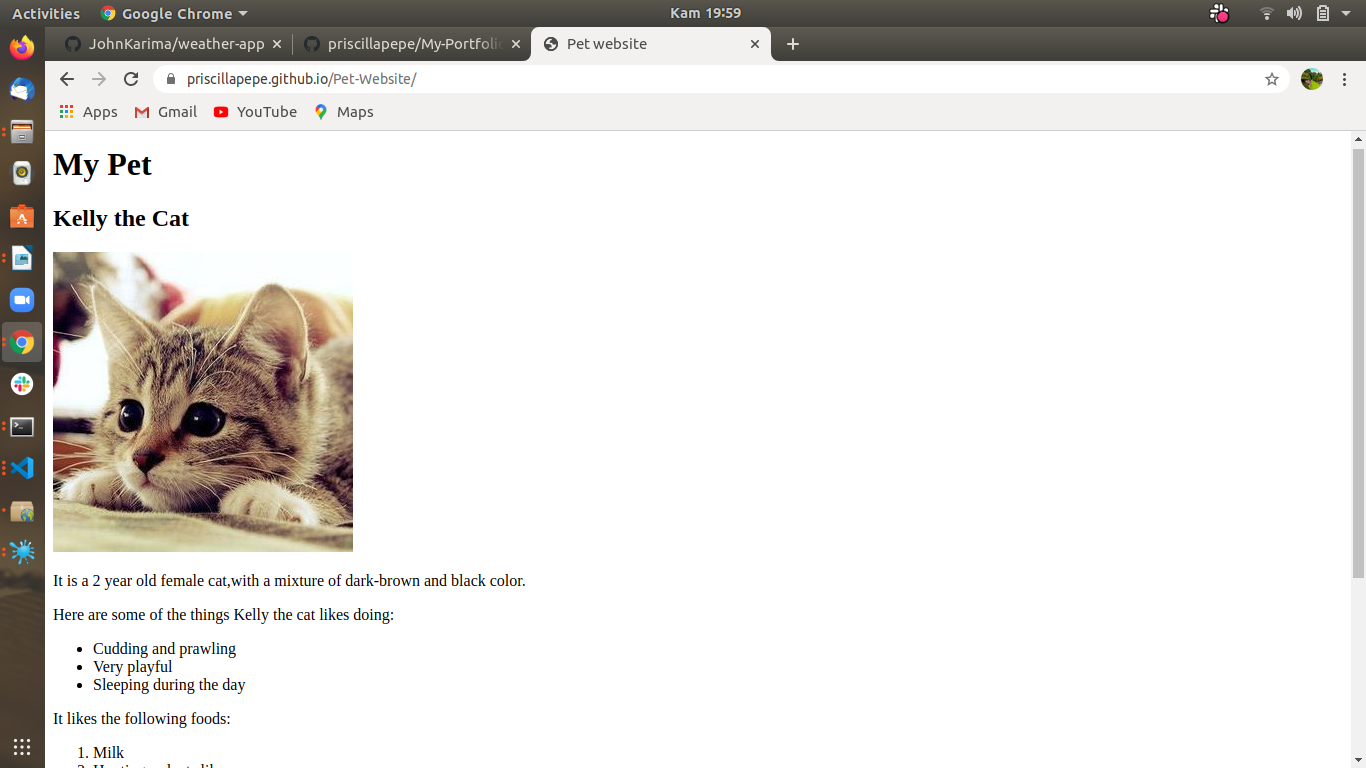 Activities Google Chrome Kam 19:59
JohnKarima/weather-app priscillapepe/My-Portfolio Pet website
priscillapepe.github.io/Pet-Website/
Apps Gmail YouTube Maps
My Pet
Kelly the Cat
It is a 2 year old female cat,with a mixture of dark-brown and black color.
Here are some of the things Kelly the cat likes doing:
Cudding and prawling
Very playful
Sleeping during the day
It likes the following foods:
1. Milk